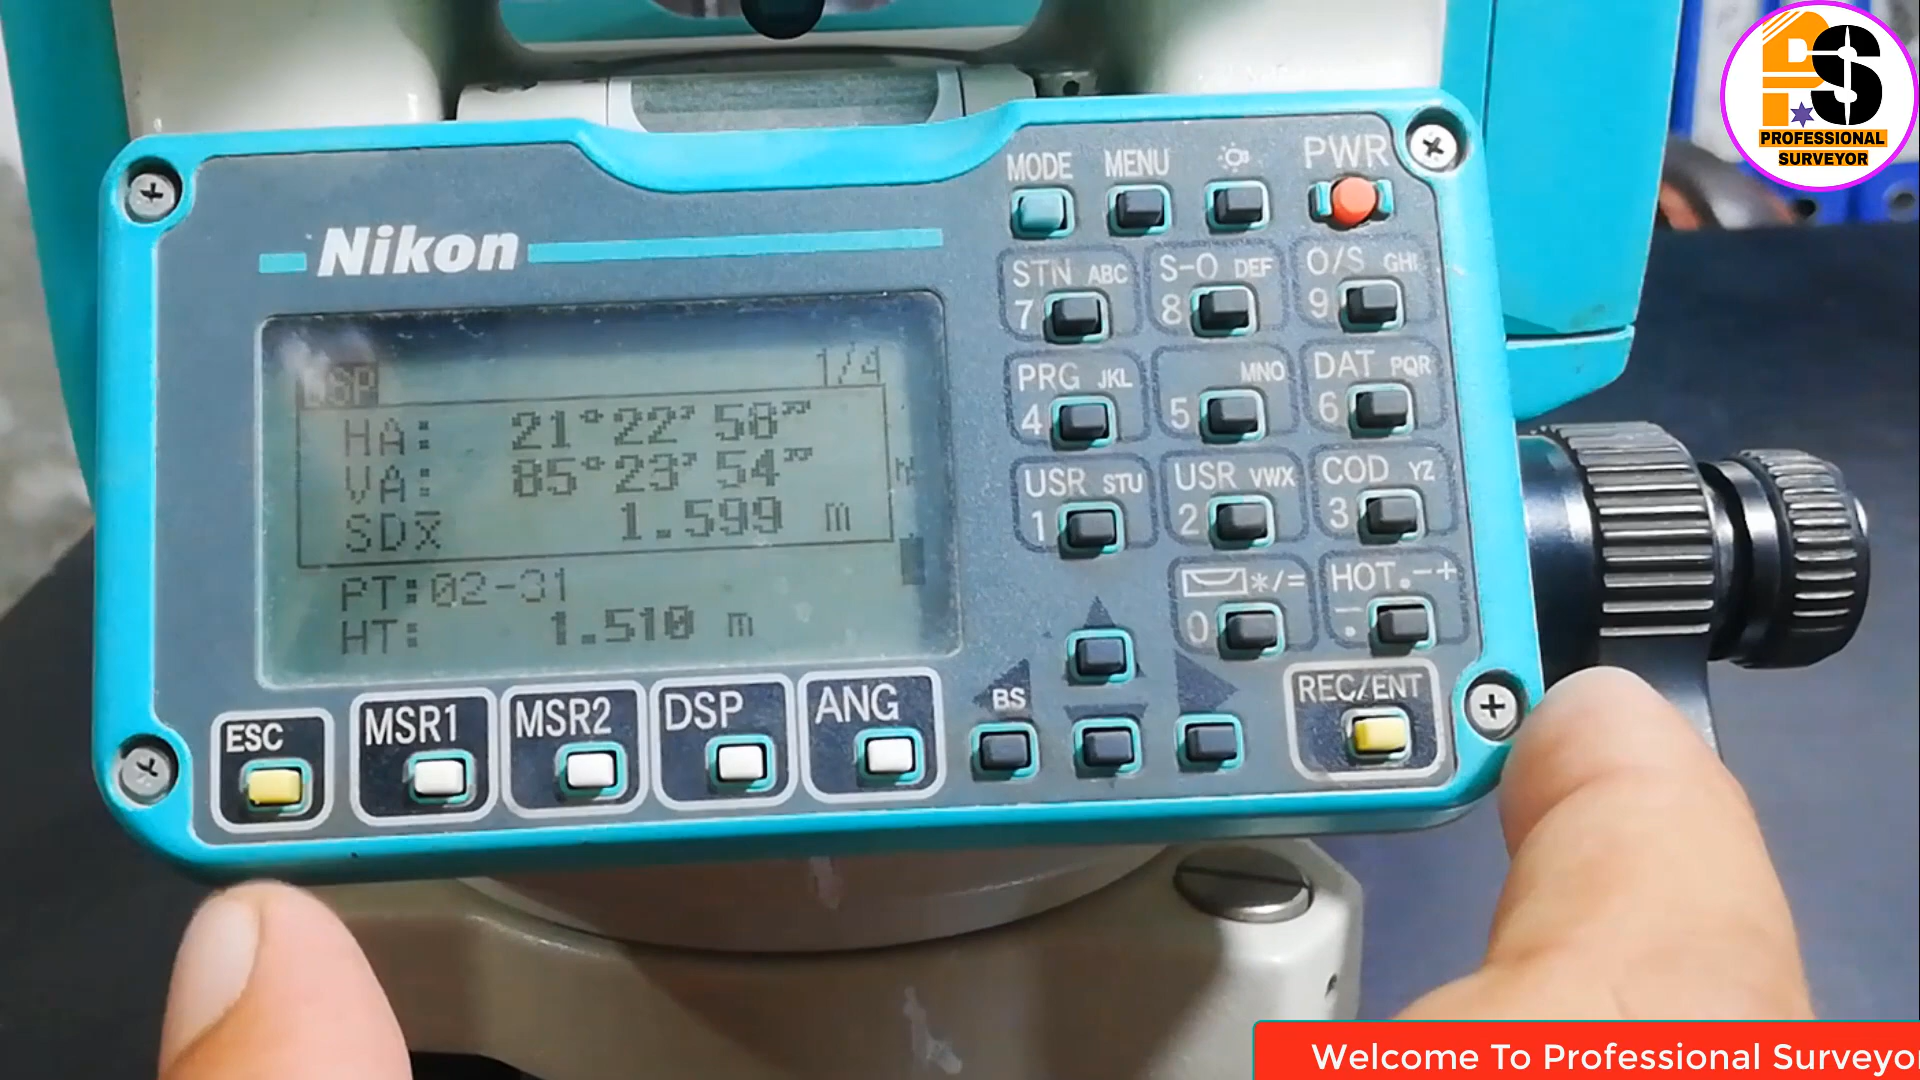 PS
PROFESSIONAL
SURVEYOR
Nikon
MODE MENU PWR
STN ABC S-O DEF O/S GHI
7 8 9
PRG JKL MNO DAT PQR
4 5 6
USR STU USR VWX COD YZ
1 2 3
*/= HOT.-+
0 .
DSP 1/4
HA: 21°22'58"
VA: 85°23'54"
SDx̅ 1.599 m
PT:02-31
HT: 1.510 m
ESC MSR1 MSR2 DSP ANG BS REC/ENT
Welcome To Professional Surveyo